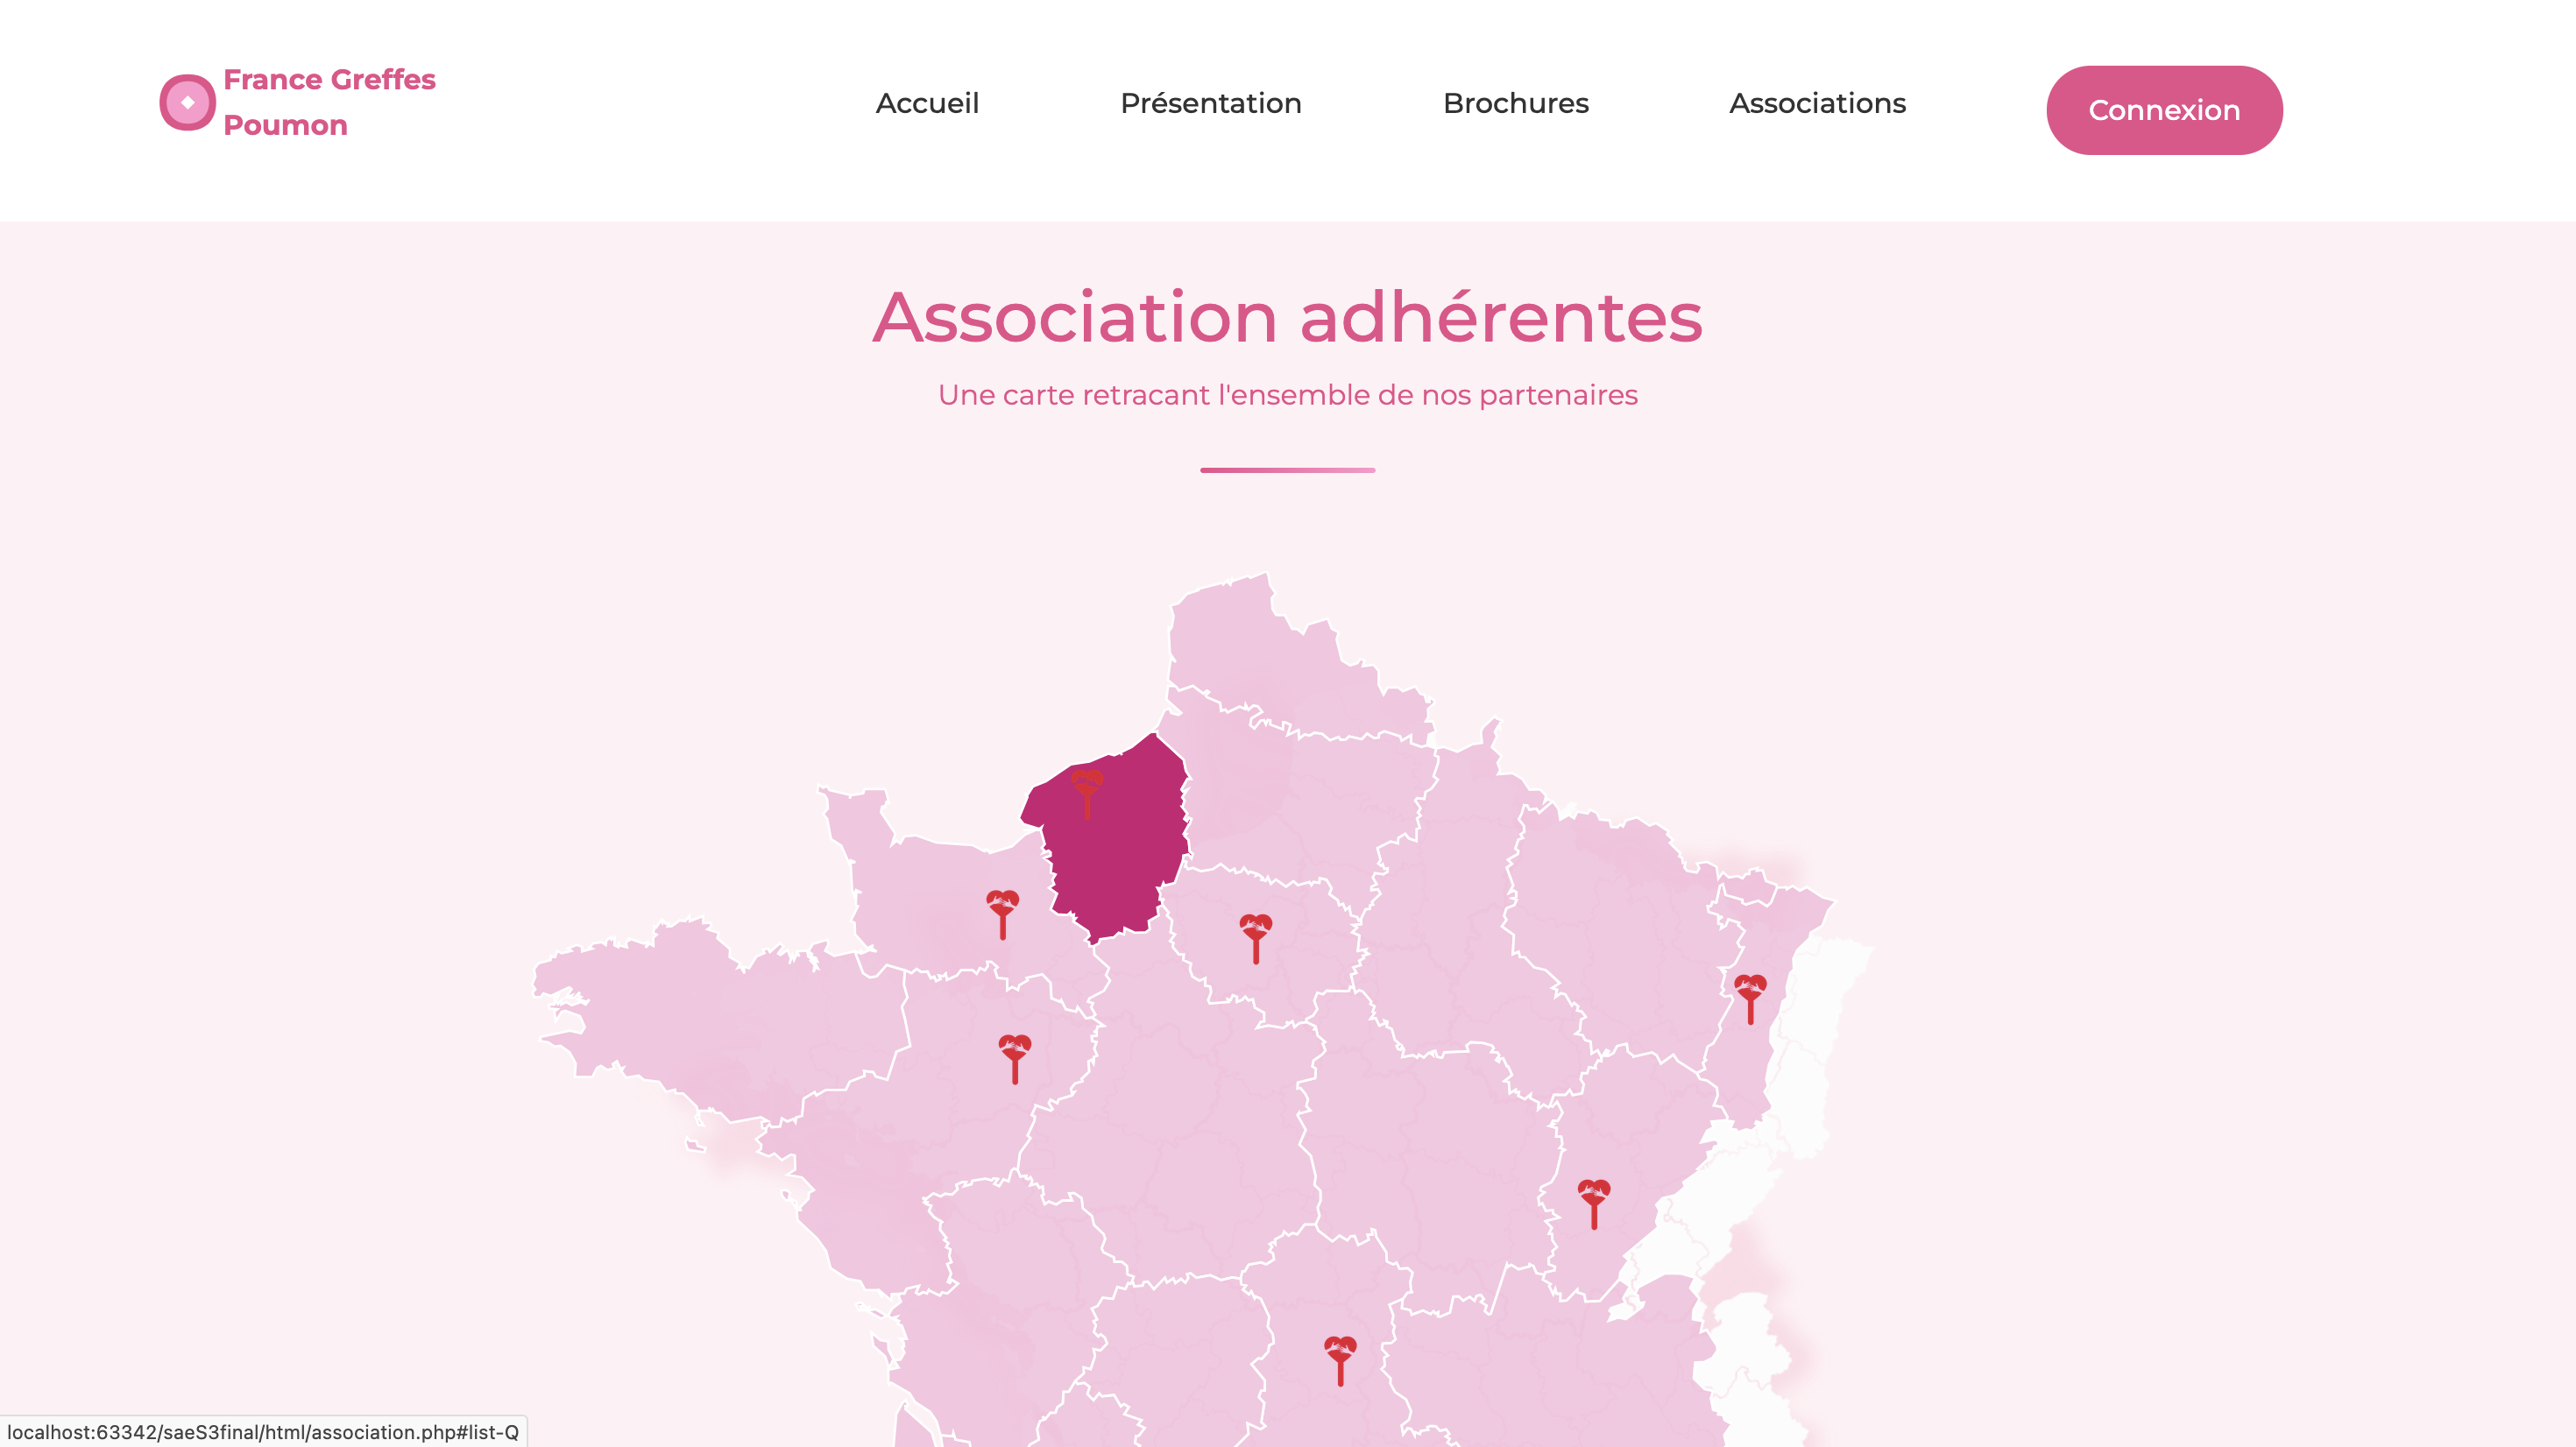 France Greffes
Poumon
Accueil
Présentation
Brochures
Associations
Connexion
Association adhérentes
Une carte retracant l'ensemble de nos partenaires
localhost:63342/saeS3final/html/association.php#list-Q